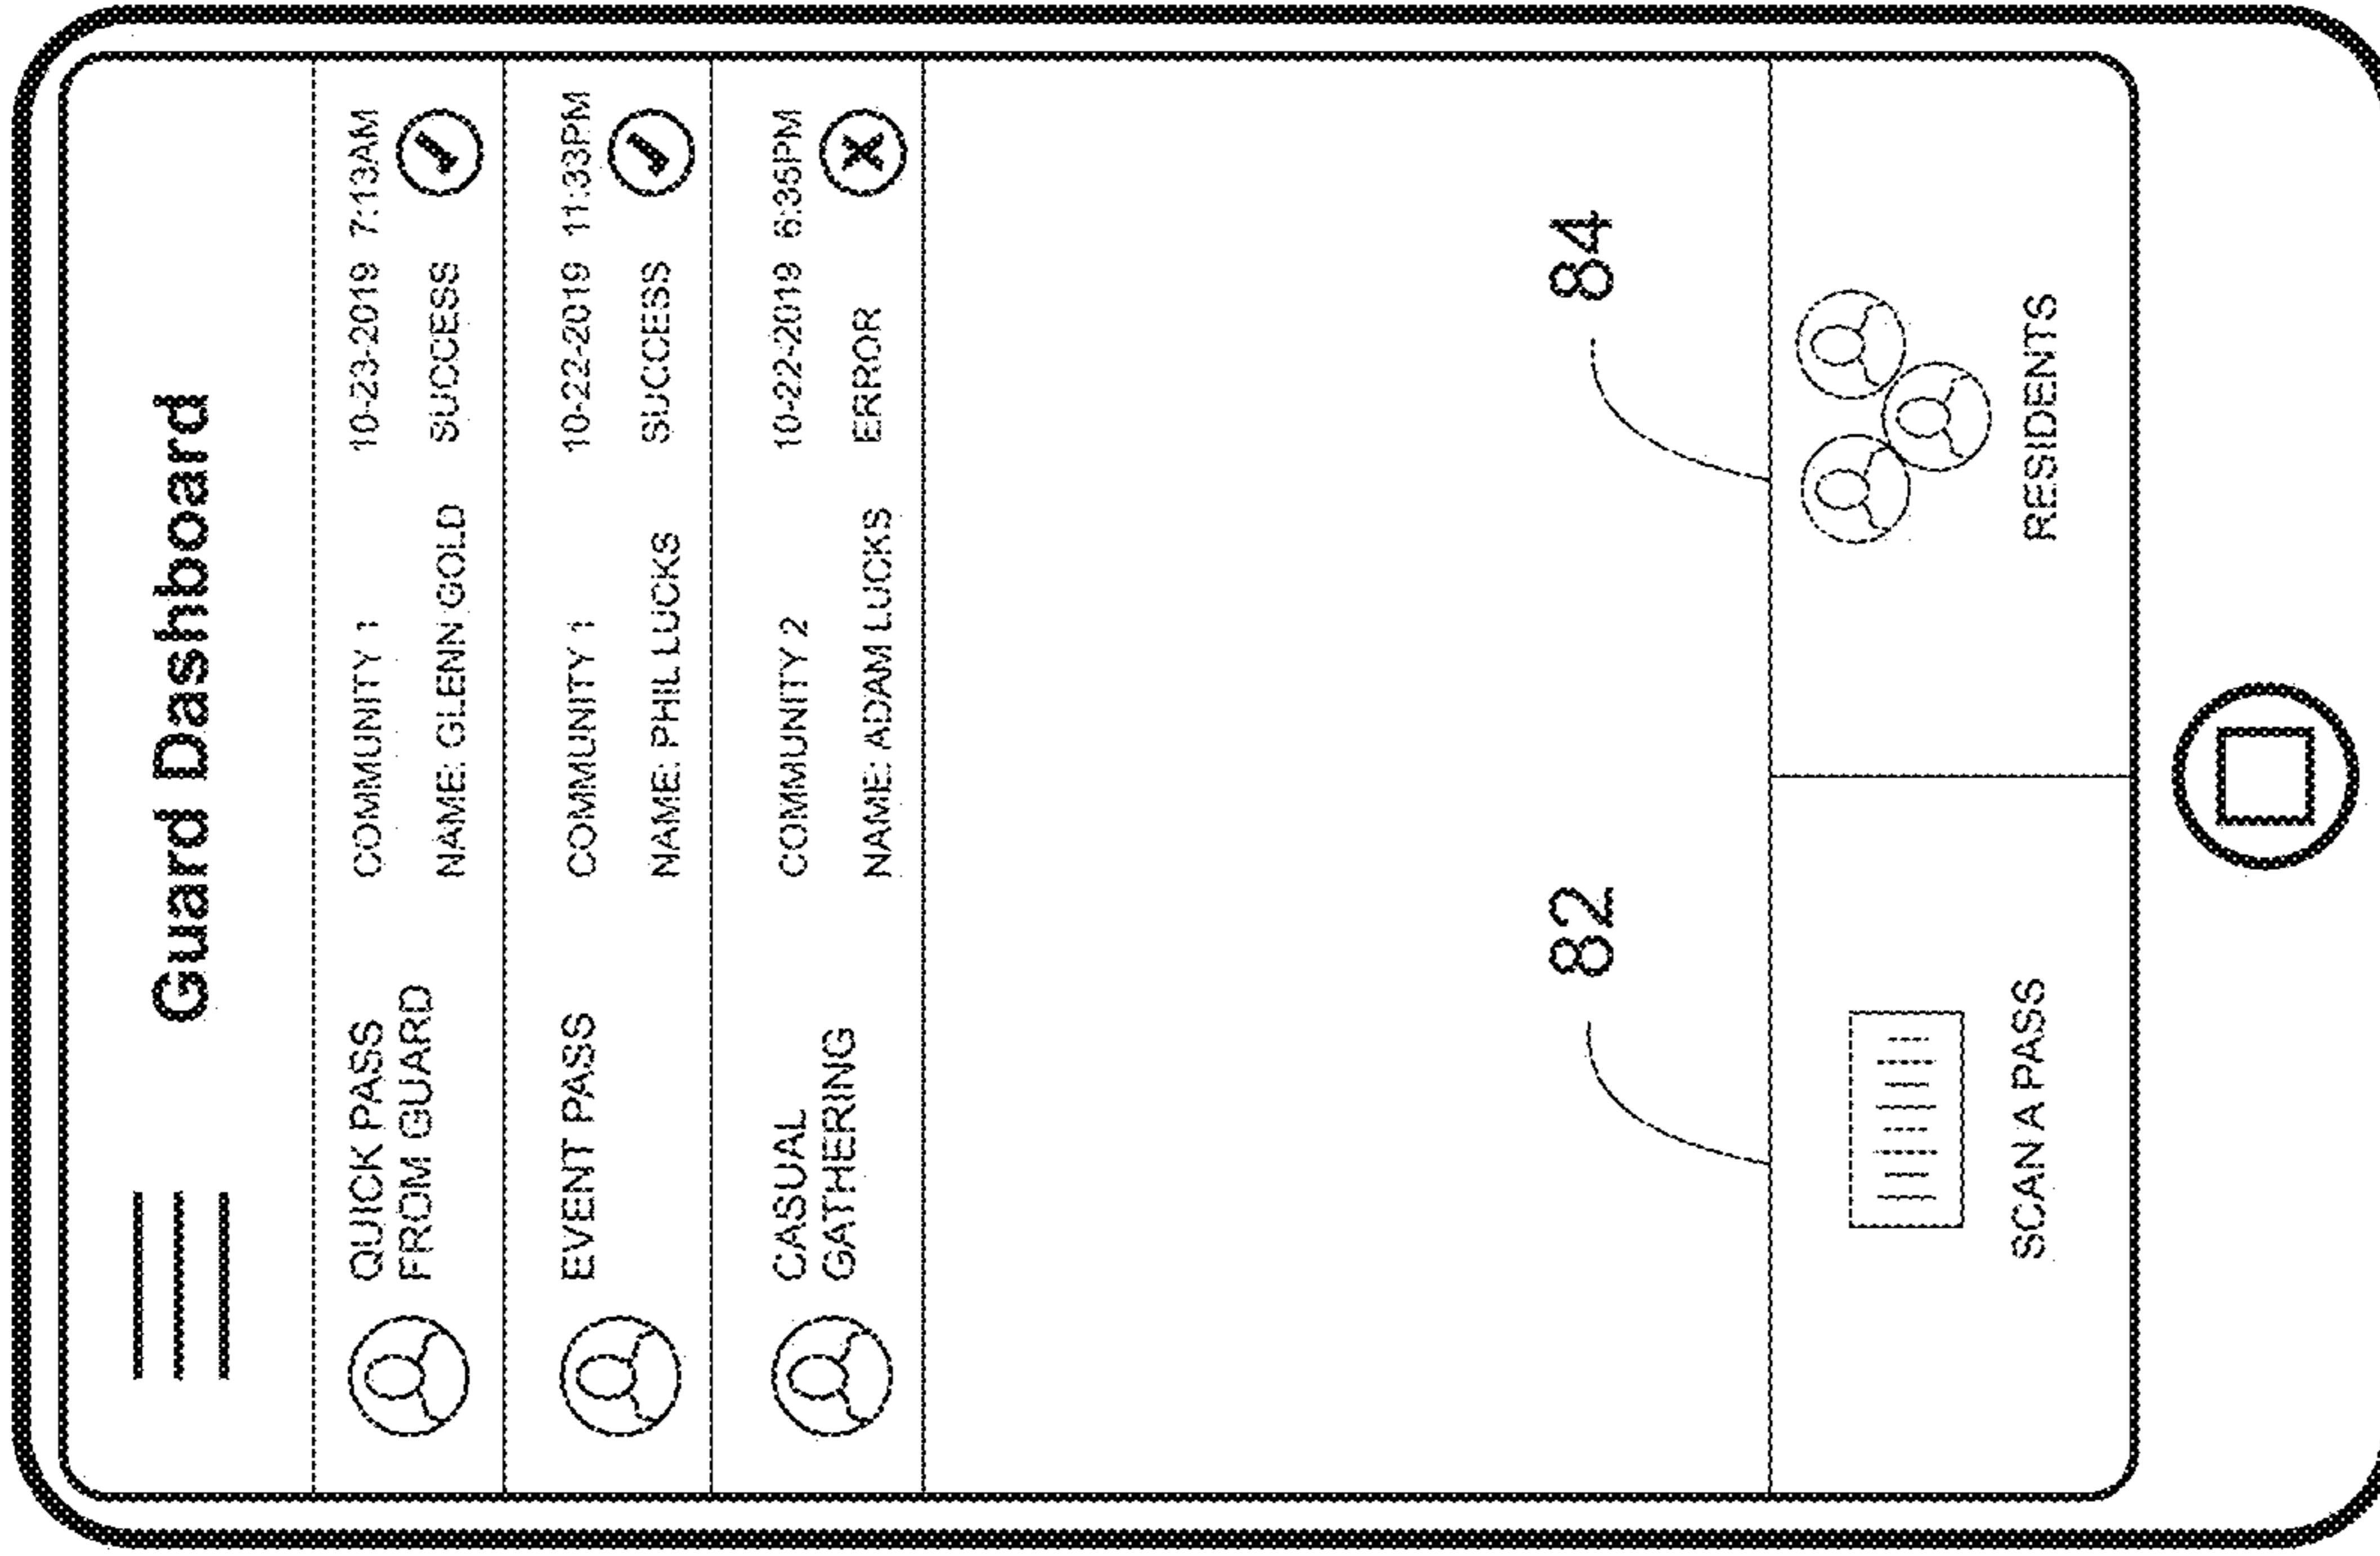 Guard Dashboard
QUICK PASS
FROM GUARD
COMMUNITY 1
NAME: GLENN GOLD
10-23-2019 7:13AM
SUCCESS
EVENT PASS
COMMUNITY 1
NAME: PHIL LUCKS
10-22-2019 11:33PM
SUCCESS
CASUAL
GATHERING
COMMUNITY 2
NAME: ADAM LUCKS
10-22-2019 6:35PM
ERROR
X
82
84
SCAN A PASS
RESIDENTS